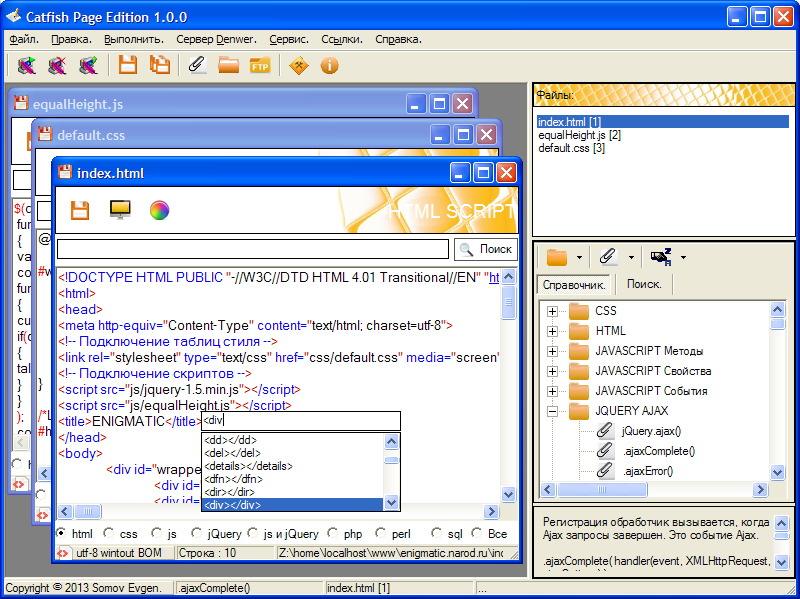 Catfish Page Edition 1.0.0
Файл. Правка. Выполнить. Сервер Denwer. Сервис. Ссылки. Справка.
FTP
equalHeight.js
default.css
index.html
HTML SCRIPT
Поиск
<!DOCTYPE HTML PUBLIC "-//W3C//DTD HTML 4.01 Transitional//EN" "ht
<html>
<head>
<meta http-equiv="Content-Type" content="text/html; charset=utf-8">
<!-- Подключение таблиц стиля -->
<link rel="stylesheet" type="text/css" href="css/default.css" media="screen"
<!-- Подключение скриптов -->
<script src="js/jquery-1.5.min.js"></script>
<script src="js/equalHeight.js"></script>
<title>ENIGMATIC</title>
<div
</head>
<body>
<div id="wrappe
<div id=
<div id=
<dd></dd>
<del></del>
<details></details>
<dfn></dfn>
<dir></dir>
<div></div>
html css js jQuery js и jQuery php perl sql Все
utf-8 wintout BOM Строка : 10 Z:\home\localhost\www\enigmatic.narod.ru\inc
$(
fun
{
va
co
fun
{
cu
if(c
{
tal
}
}
);
co
@
#w
}
/*L
#h
Файлы:
index.html [1]
equalHeight.js [2]
default.css [3]
Справочник. Поиск.
CSS
HTML
JAVASCRIPT Методы
JAVASCRIPT Свойства
JAVASCRIPT События
JQUERY AJAX
jQuery.ajax()
.ajaxComplete()
.ajaxError()
Регистрация обработчик вызывается, когда
Ajax запросы завершен. Это событие Ajax.
.ajaxComplete( handler(event, XMLHttpRequest,
Copyright © 2013 Somov Evgen. .ajaxComplete() index.html [1] ...